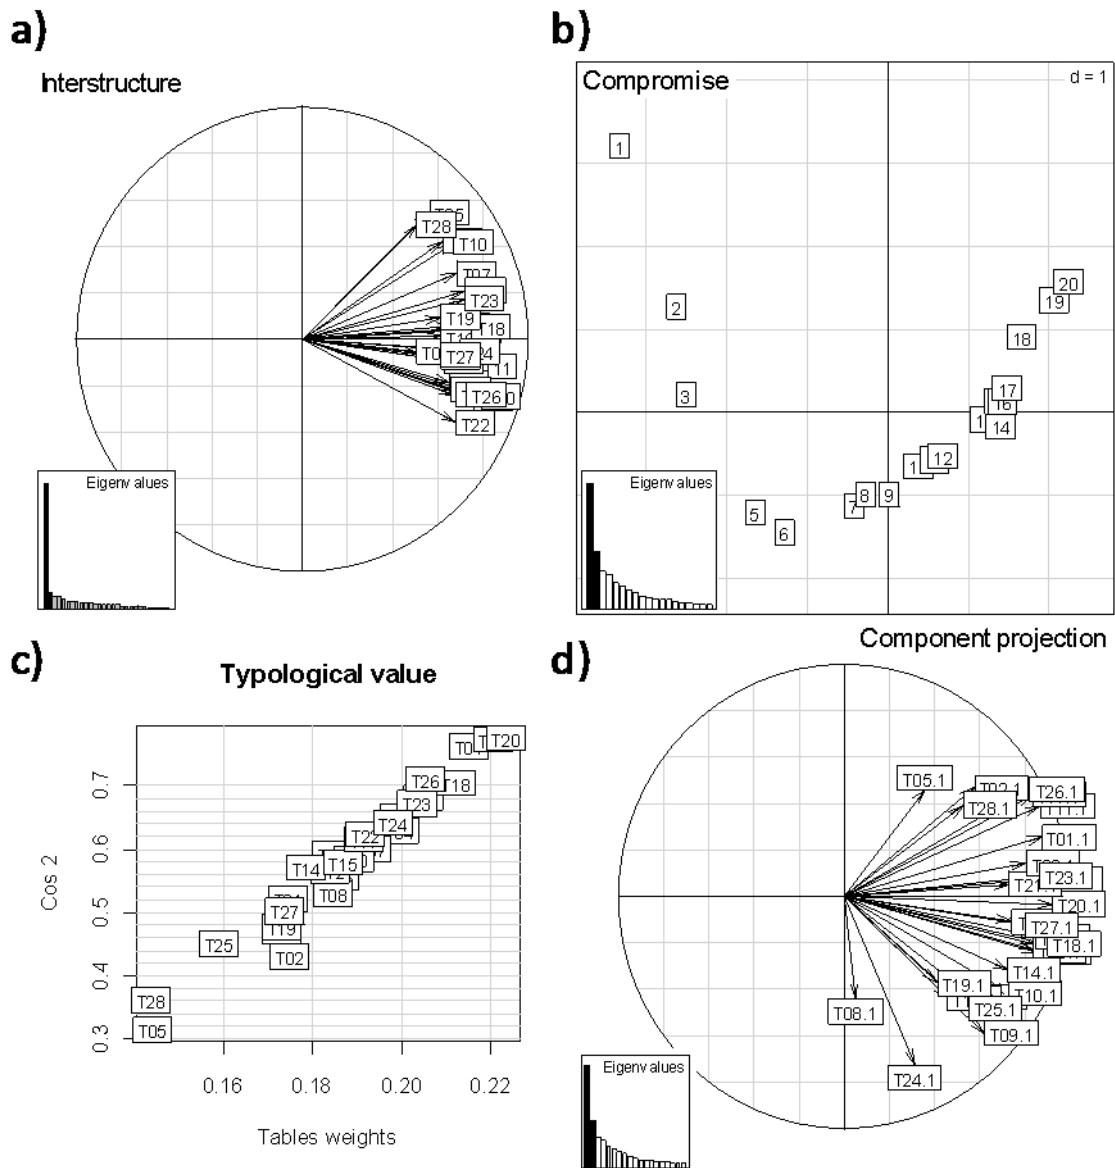 a)
b)
Interstructure
Compromise
d = 1
T28
T10
T23
T19
T18
T27
T26
T22
Eigenvalues
1
2
3
5
6
7
8
9
12
14
16
17
18
19
20
Eigenvalues
c)
d)
Typological value
Component projection
T20
T26
T18
T23
T24
T22
T15
T14
T08
T27
T25
T02
T28
T05
Cos 2
0.3
0.4
0.5
0.6
0.7
0.16
0.18
0.20
0.22
Tables weights
T05.1
T28.1
T26.1
T01.1
T23.1
T20.1
T27.1
T18.1
T14.1
T19.1
T10.1
T25.1
T09.1
T08.1
T24.1
Eigenvalues